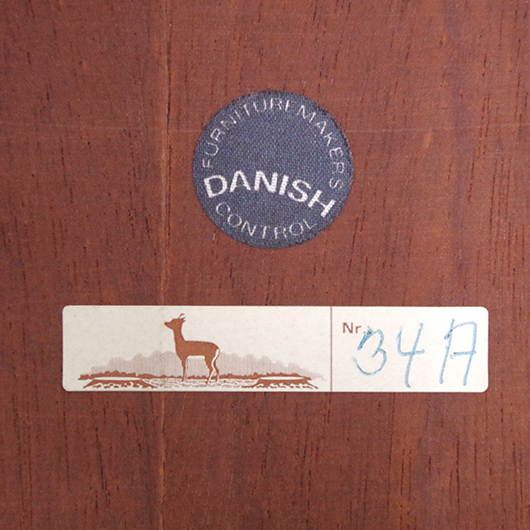 FURNITUREMAKERS
DANISH
CONTROL
Nr. 34A